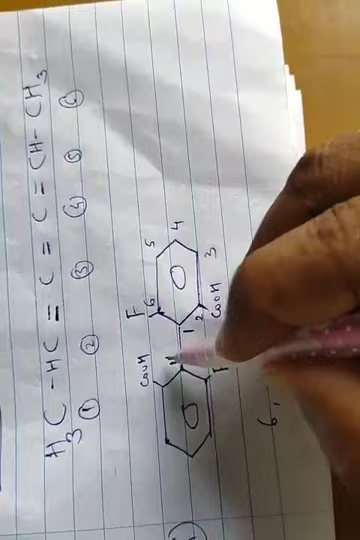 H3C - HC = C = C = C = CH - CH3
1 2 3 4 5 6
F COOH
COOH F
1 2 3 4 5 6
6'